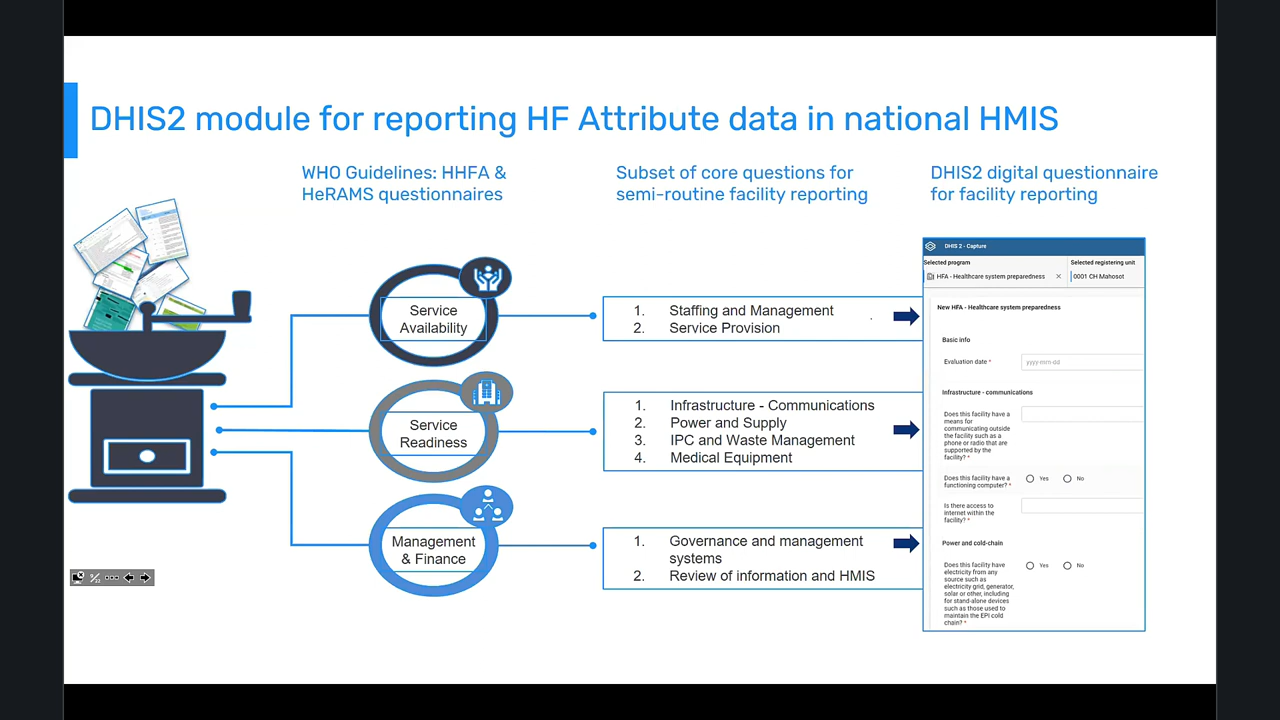 DHIS2 module for reporting HF Attribute data in national HMIS
WHO Guidelines: HHFA &
HeRAMS questionnaires
Subset of core questions for
semi-routine facility reporting
DHIS2 digital questionnaire
for facility reporting
Service
Availability
1. Staffing and Management
2. Service Provision
Service
Readiness
1. Infrastructure - Communications
2. Power and Supply
3. IPC and Waste Management
4. Medical Equipment
Management
& Finance
1. Governance and management
systems
2. Review of information and HMIS
DHIS 2 - Capture
Selected program
Selected registering unit
HFA - Healthcare system preparedness
0001 CH Mahosot
New HFA - Healthcare system preparedness
Basic info
Evaluation date *
yyyy-mm-dd
Infrastructure - communications
Does this facility have a
means for
communicating outside
the facility such as a
phone or radio that are
supported by the
facility? *
Does this facility have a
functioning computer? *
Yes No
Is there access to
internet within the
facility? *
Power and cold-chain
Does this facility have
electricity from any
source such as
electricity grid, generator,
solar or other, including
for stand-alone devices
such as those used to
maintain the EPI cold
chain? *
Yes No